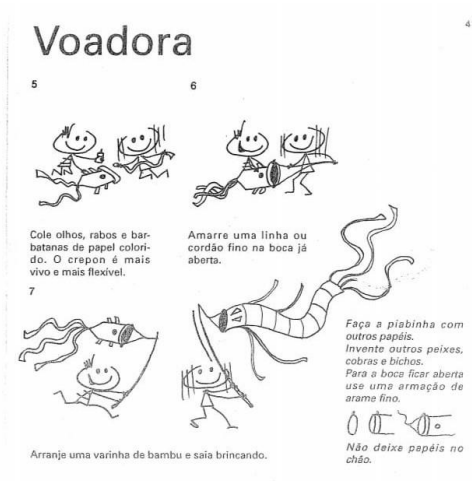 4
Voadora
5
Cole olhos, rabos e bar-
batanas de papel colori-
do. O crepon é mais
vivo e mais flexível.
6
Amarre uma linha ou
cordão fino na boca já
aberta.
7
Arranje uma varinha de bambu e saia brincando.
Faça a piabinha com
outros papéis.
Invente outros peixes,
cobras e bichos.
Para a boca ficar aberta
use uma armação de
arame fino.
Não deixe papéis no
chão.